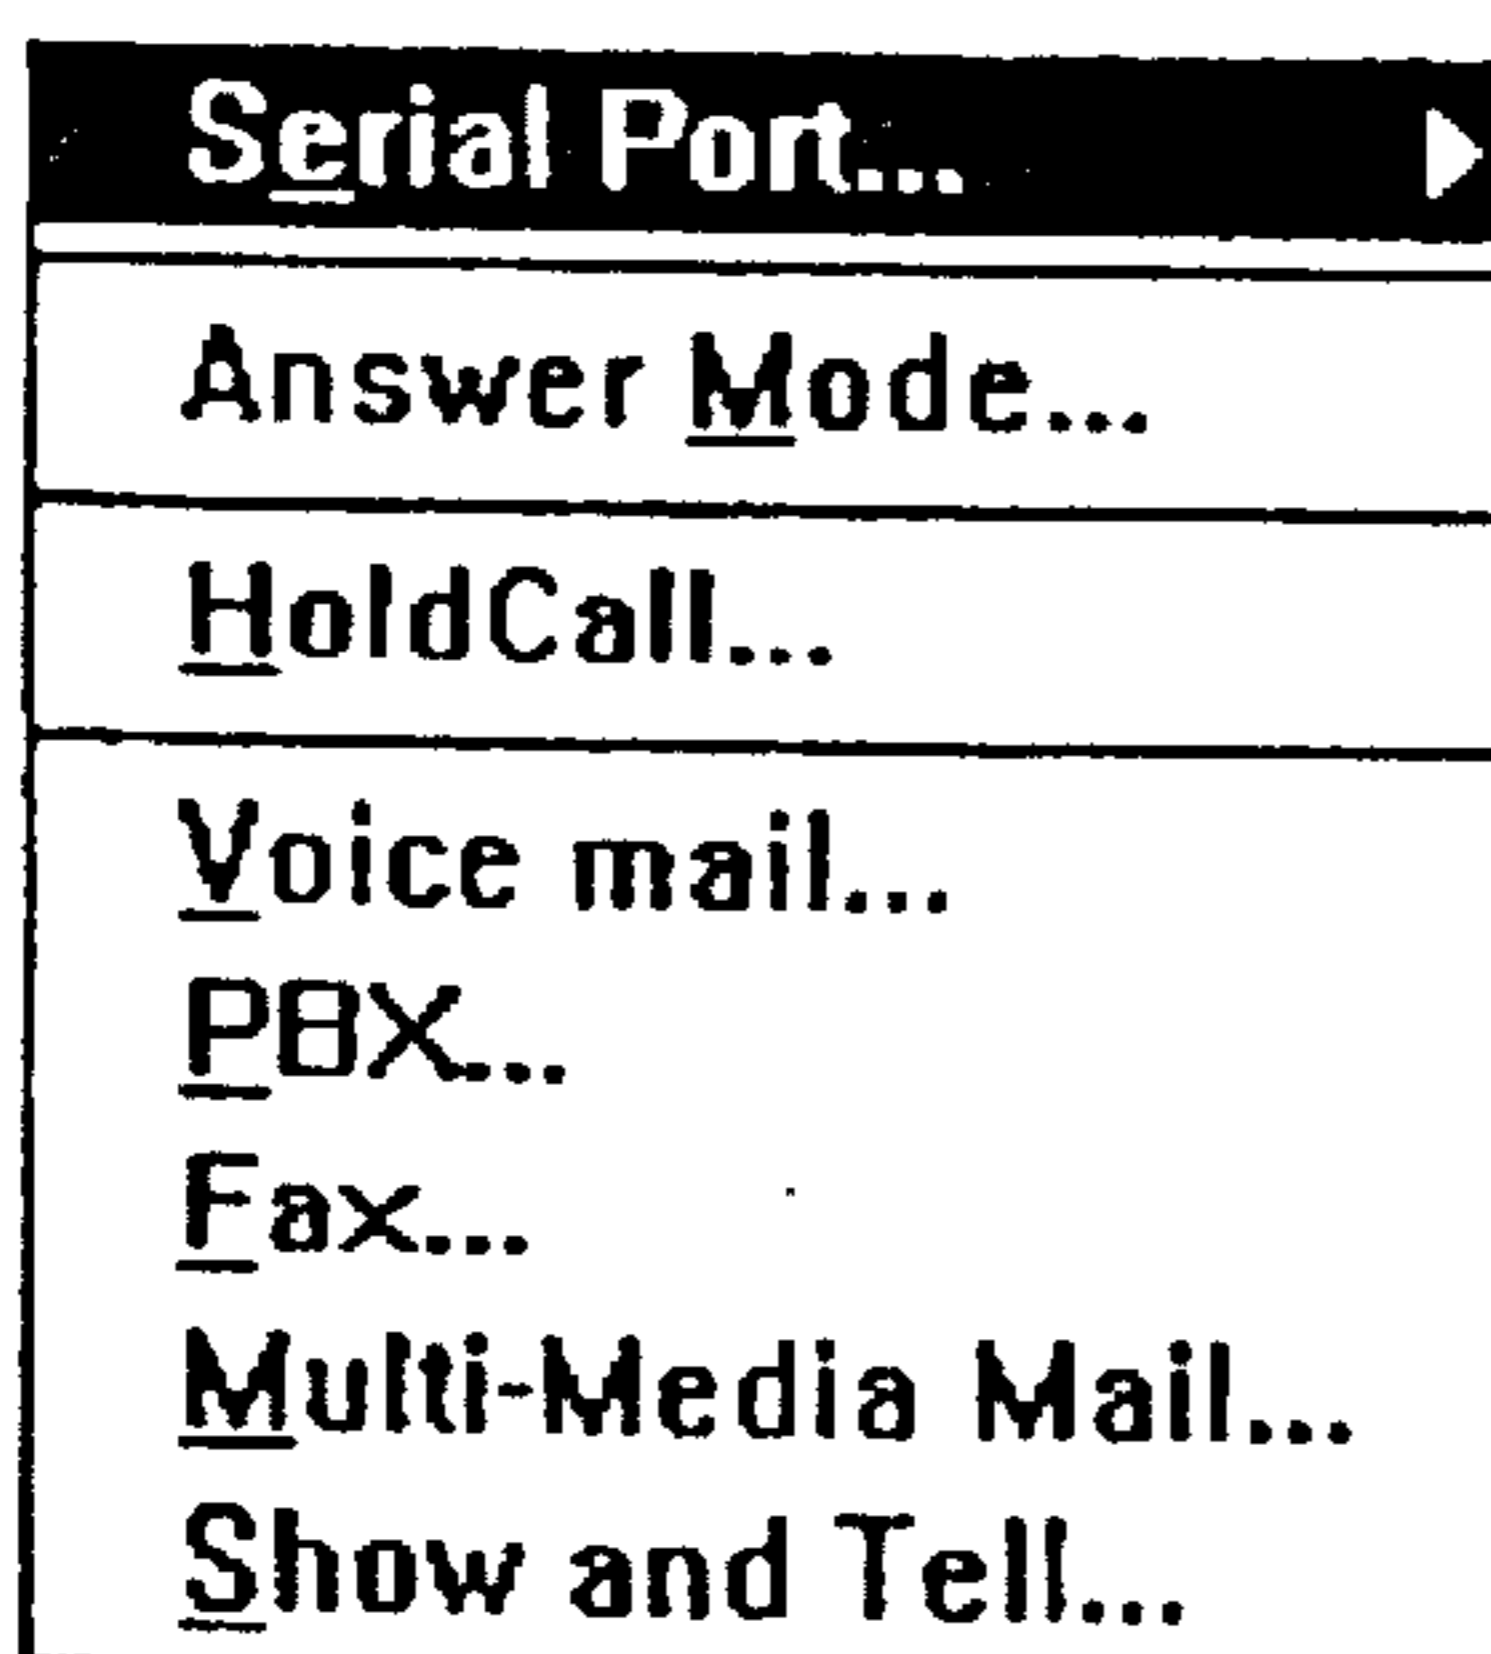 Serial Port...
Answer Mode...
HoldCall...
Voice mail...
PBX...
Fax...
Multi-Media Mail...
Show and Tell...